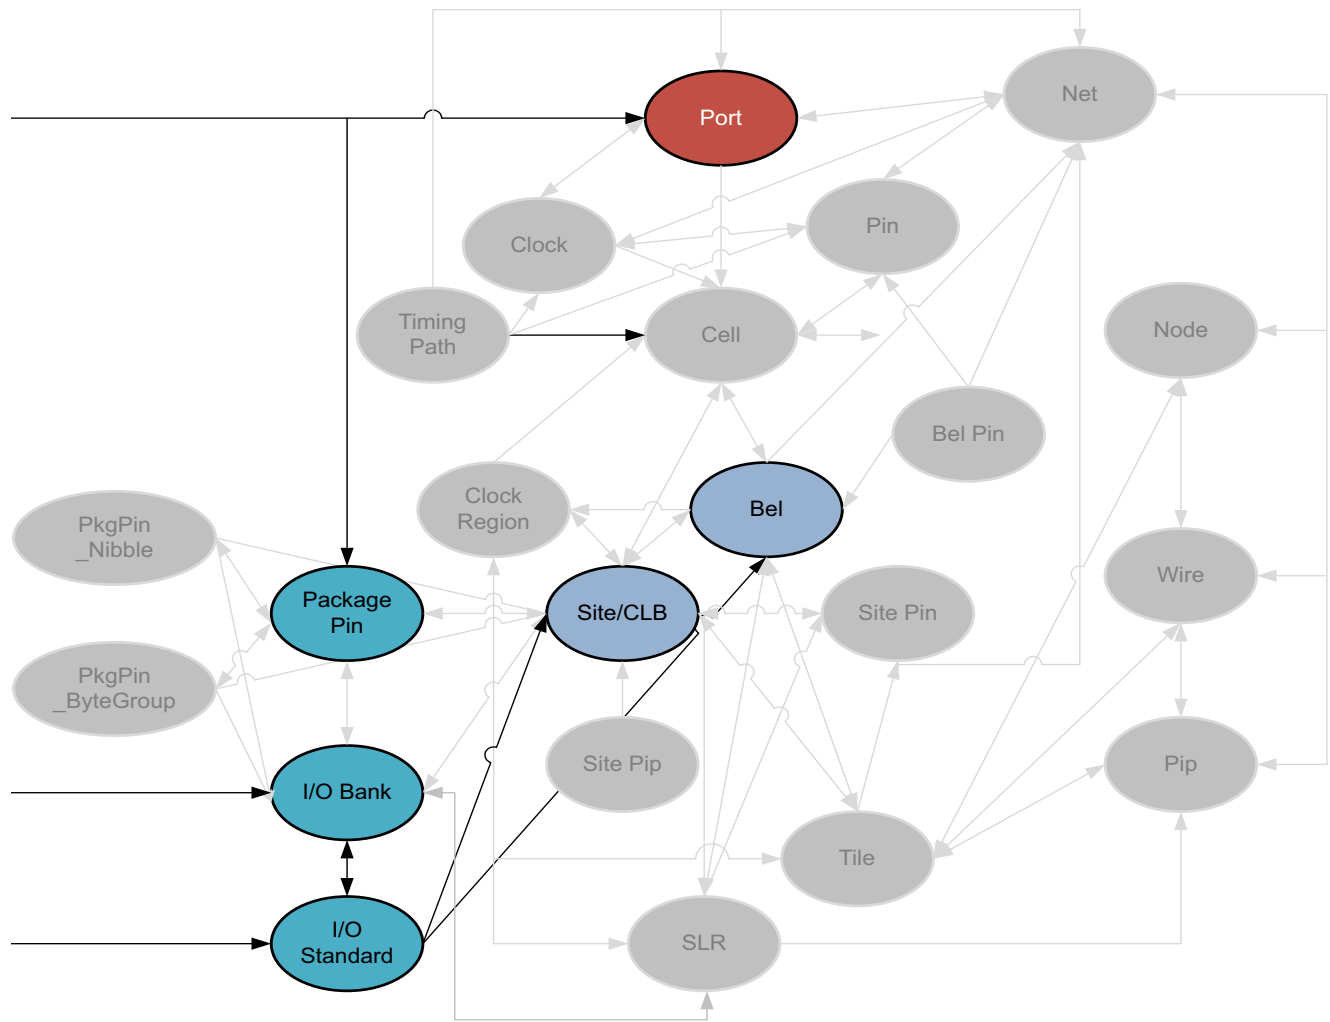 Net
Port
Pin
Clock
Timing
Path
Cell
Node
Bel Pin
Clock
Region
Bel
PkgPin
_Nibble
Package
Pin
Site/CLB
Site Pin
Wire
PkgPin
_ByteGroup
I/O Bank
Site Pip
Pip
Tile
I/O
Standard
SLR